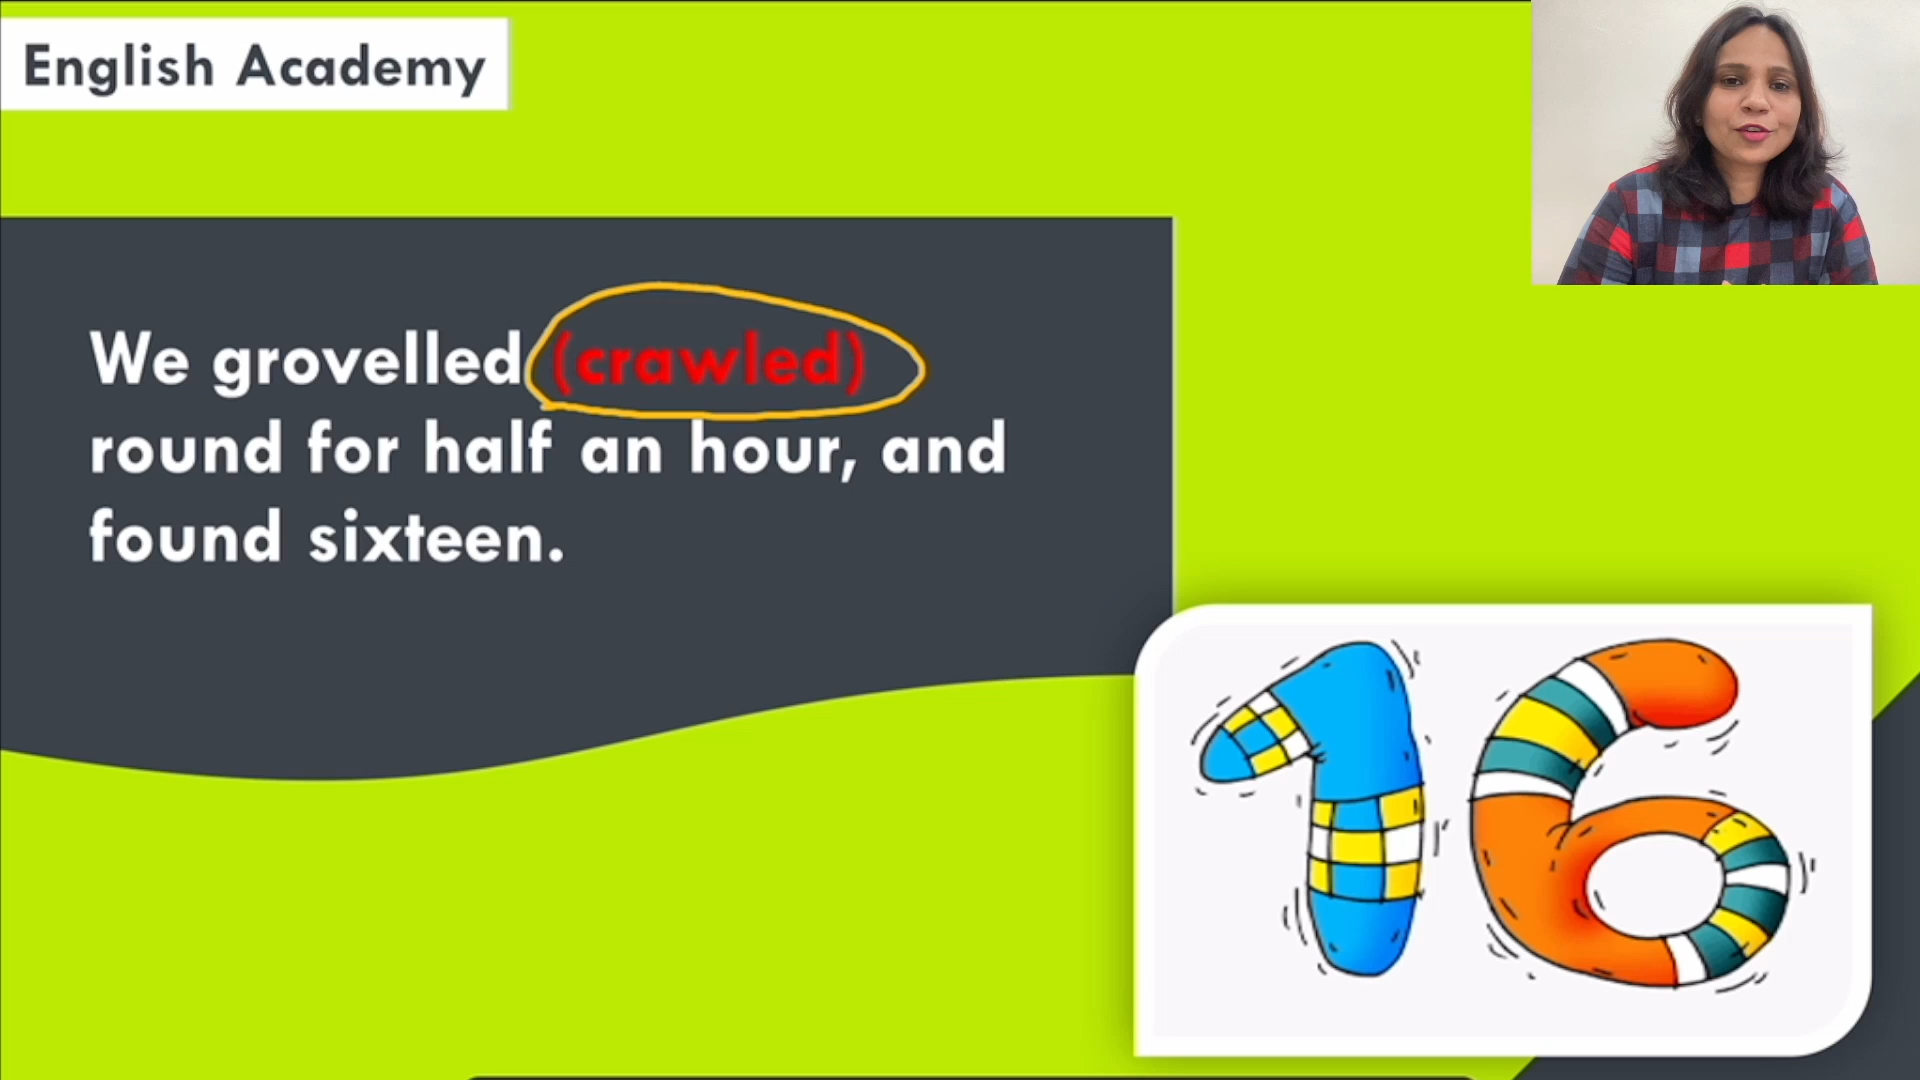 English Academy
We grovelled (crawled)
round for half an hour, and
found sixteen.
16